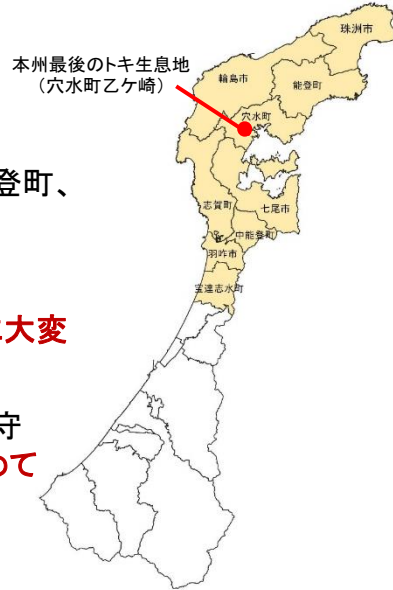 珠洲市
本州最後のトキ生息地
(穴水町乙ケ崎)
輪島市
能登町
穴水町
登町、
志賀町
七尾市
中能登町
羽咋市
宝達志水町
大変
守
めて